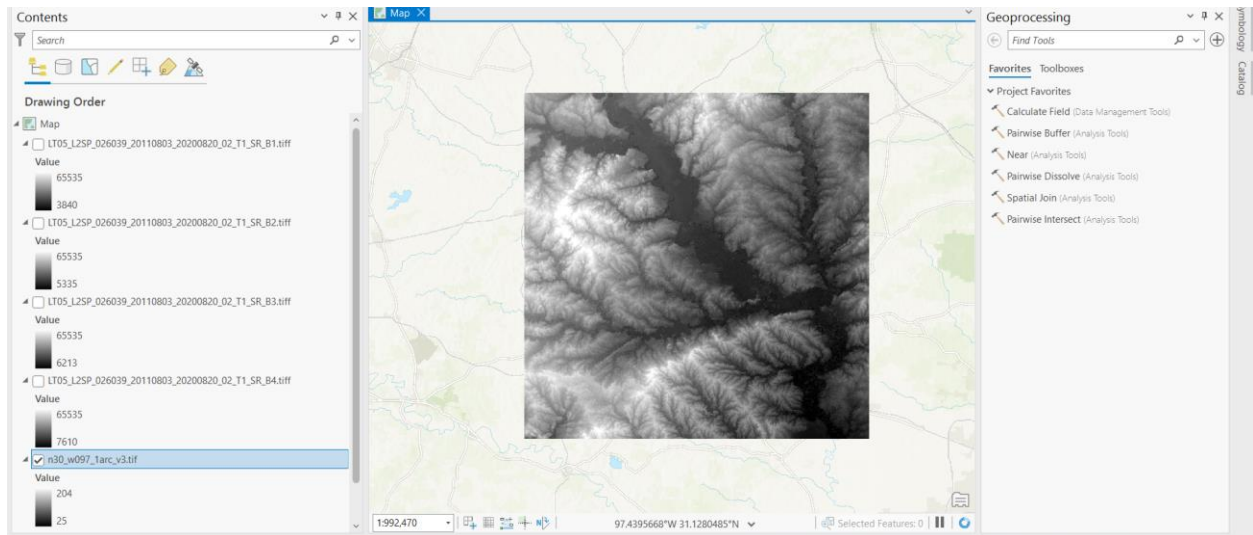 Contents
Search
Drawing Order
Map
LT05_L2SP_026039_20110803_20200820_02_T1_SR_B1.tiff
Value
65535
3840
LT05_L2SP_026039_20110803_20200820_02_T1_SR_B2.tiff
Value
65535
5335
LT05_L2SP_026039_20110803_20200820_02_T1_SR_B3.tiff
Value
65535
6213
LT05_L2SP_026039_20110803_20200820_02_T1_SR_B4.tiff
Value
65535
7610
n30_w097_1arc_v3.tif
Value
204
25
Map
1:992,470
97.4395668°W 31.1280485°N
Selected Features: 0
Geoprocessing
Find Tools
Favorites Toolboxes
Project Favorites
Calculate Field (Data Management Tools)
Pairwise Buffer (Analysis Tools)
Near (Analysis Tools)
Pairwise Dissolve (Analysis Tools)
Spatial Join (Analysis Tools)
Pairwise Intersect (Analysis Tools)
ymbology
Catalog